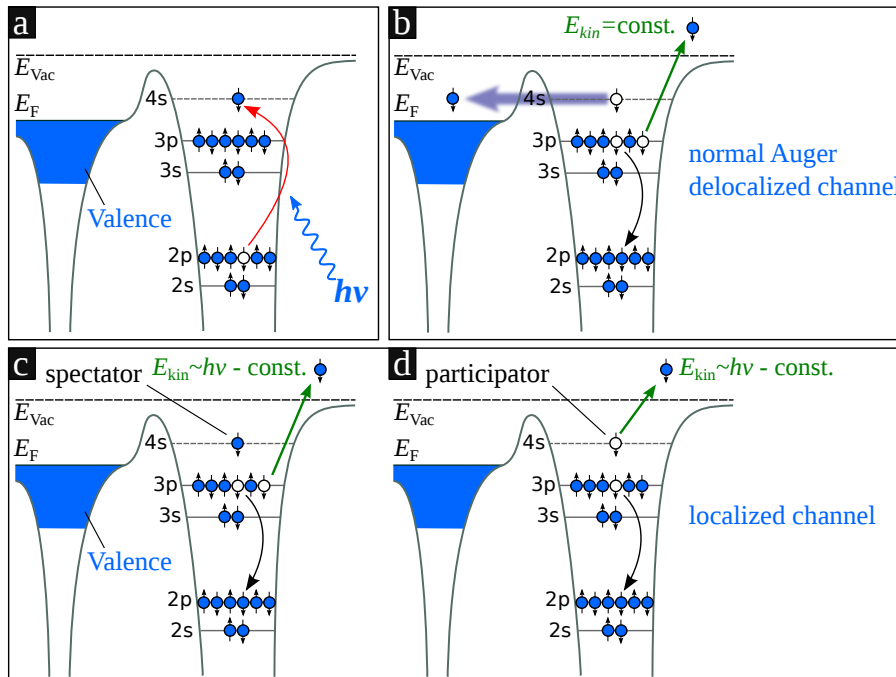 a
E_Vac
E_F
4s
3p
3s
Valence
2p
2s
hν
b
E_kin=const.
E_Vac
E_F
4s
3p
3s
normal Auger
delocalized channel
2p
2s
c
spectator
E_kin~hν - const.
E_Vac
E_F
4s
3p
3s
Valence
2p
2s
d
participator
E_kin~hν - const.
E_Vac
E_F
4s
3p
3s
localized channel
2p
2s